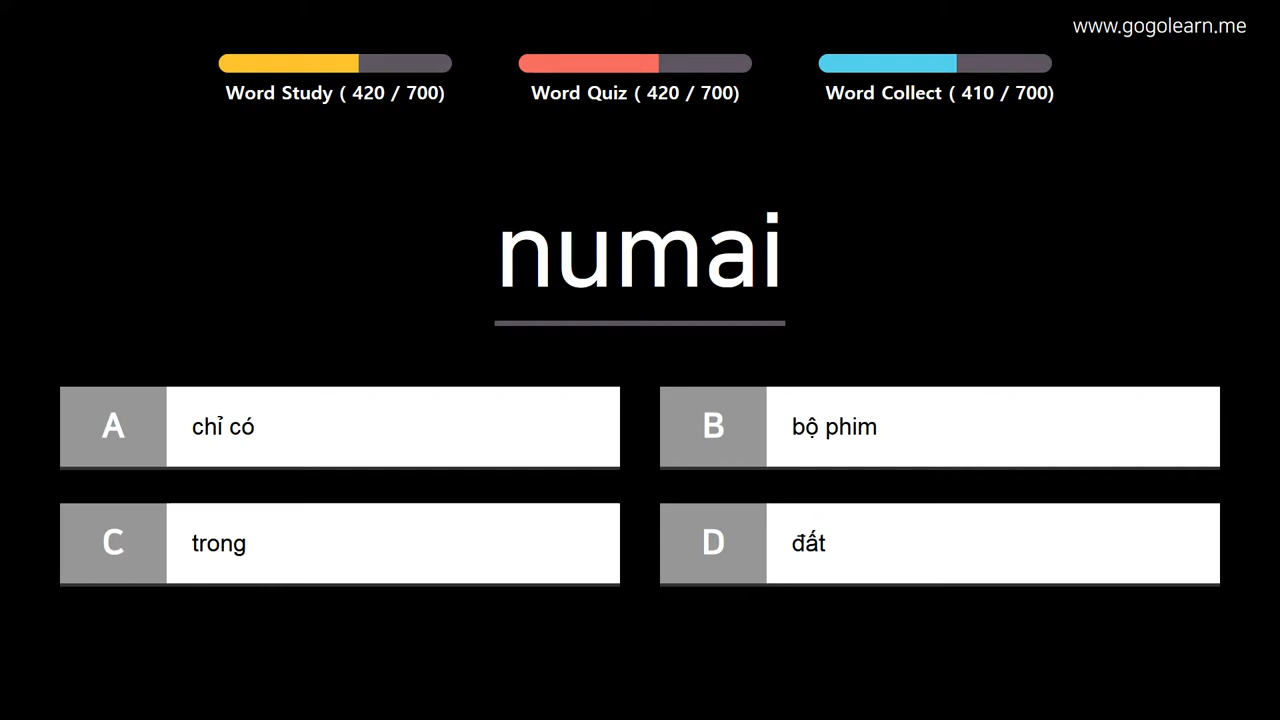 www.gogolearn.me
Word Study ( 420 / 700)
Word Quiz ( 420 / 700)
Word Collect ( 410 / 700)
numai
A
chỉ có
B
bộ phim
C
trong
D
đất